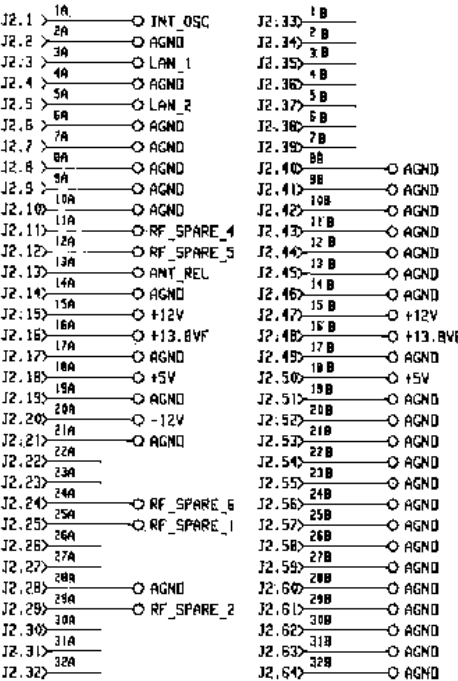 J2.1 1A INT_OSC
J2.2 2A AGND
J2.3 3A LAN_1
J2.4 4A AGND
J2.5 5A LAN_2
J2.6 6A AGND
J2.7 7A AGND
J2.8 8A AGND
J2.9 9A AGND
J2.10 10A AGND
J2.11 11A RF_SPARE_4
J2.12 12A RF_SPARE_5
J2.13 13A ANT_REL
J2.14 14A AGND
J2.15 15A +12V
J2.16 16A +13.8VF
J2.17 17A AGND
J2.18 18A +5V
J2.19 19A AGND
J2.20 20A -12V
J2.21 21A AGND
J2.22 22A
J2.23 23A
J2.24 24A RF_SPARE_6
J2.25 25A RF_SPARE_1
J2.26 26A
J2.27 27A
J2.28 28A AGND
J2.29 29A RF_SPARE_2
J2.30 30A
J2.31 31A
J2.32 32A
J2.33 1B
J2.34 2B
J2.35 3B
J2.36 4B
J2.37 5B
J2.38 6B
J2.39 7B
J2.40 8B AGND
J2.41 9B AGND
J2.42 10B AGND
J2.43 11B AGND
J2.44 12B AGND
J2.45 13B AGND
J2.46 14B AGND
J2.47 15B +12V
J2.48 16B +13.8VF
J2.49 17B AGND
J2.50 18B +5V
J2.51 19B AGND
J2.52 20B AGND
J2.53 21B AGND
J2.54 22B AGND
J2.55 23B AGND
J2.56 24B AGND
J2.57 25B AGND
J2.58 26B AGND
J2.59 27B AGND
J2.60 28B AGND
J2.61 29B AGND
J2.62 30B AGND
J2.63 31B AGND
J2.64 32B AGND